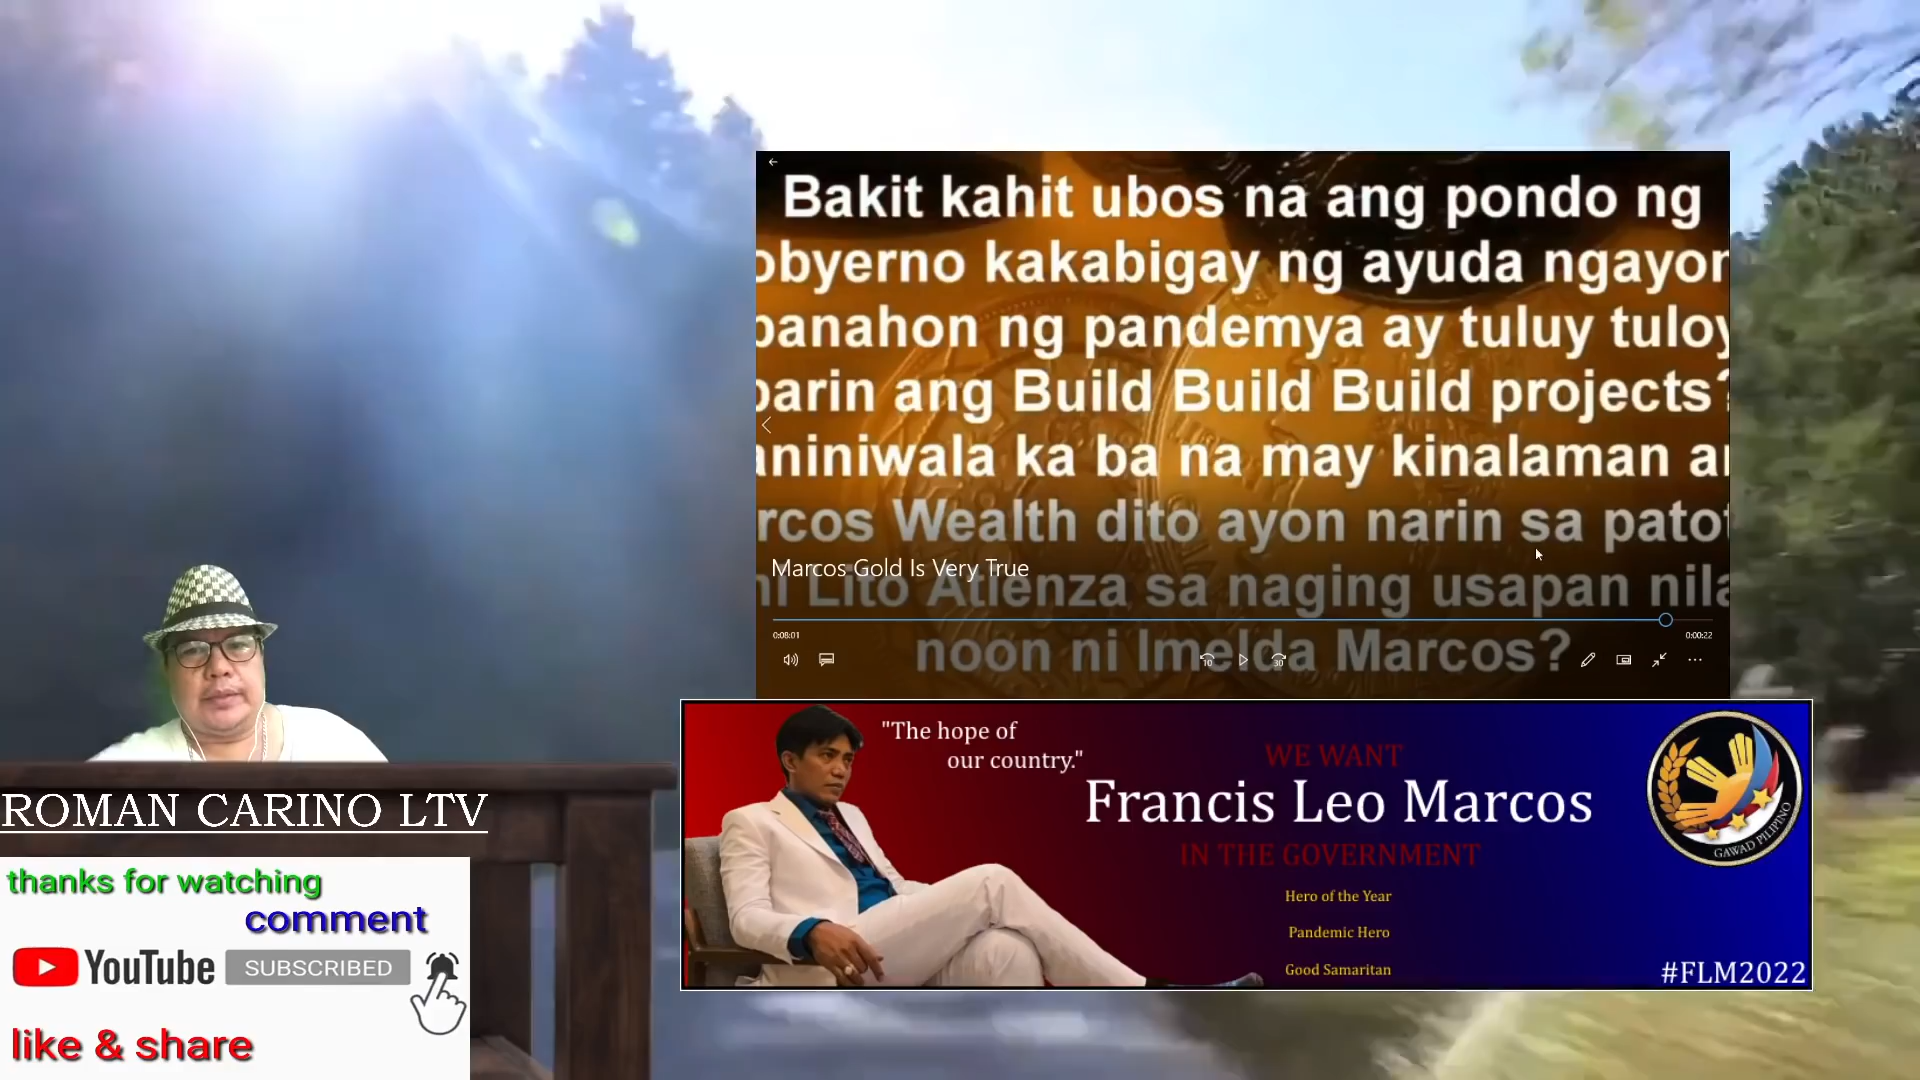 Bakit kahit ubos na ang pondo ng
obyerno kakabigay ng ayuda ngayon
panahon ng pandemya ay tuluy tuloy
parin ang Build Build Build projects?
aniniwala ka ba na may kinalaman
rcos Wealth dito ayon narin sa
ni Lito Atienza sa naging usapan nila
noon ni Imelda Marcos?
Marcos Gold Is Very True
0:08:01
0:00:22
10
30
"The hope of
our country."
WE WANT
Francis Leo Marcos
IN THE GOVERNMENT
Hero of the Year
Pandemic Hero
Good Samaritan
GAWAD PILIPINO
#FLM2022
ROMAN CARINO LTV
thanks for watching
comment
YouTube
SUBSCRIBED
like & share